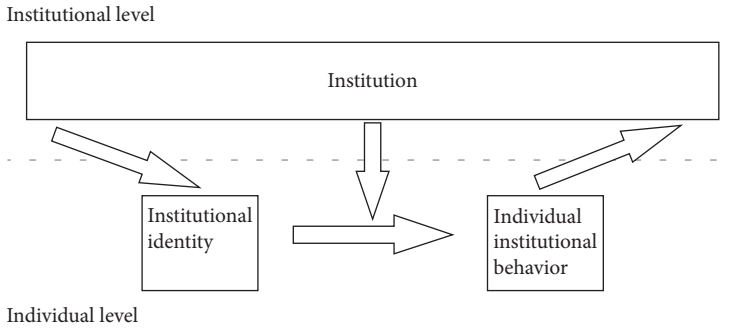 Institutional level
Institution
Institutional
identity
Individual
institutional
behavior
Individual level